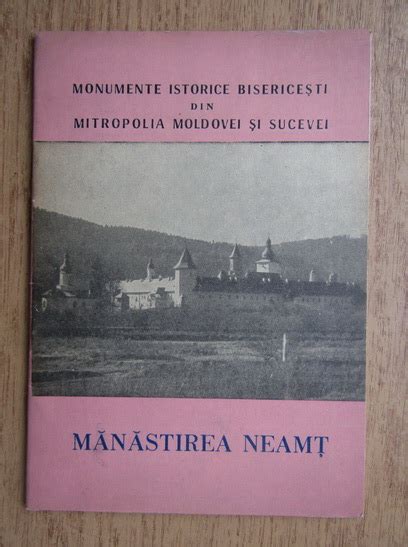 MONUMENTE ISTORICE BISERICEȘTI
DIN
MITROPOLIA MOLDOVEI ȘI SUCEVEI
MĂNĂSTIREA NEAMȚ